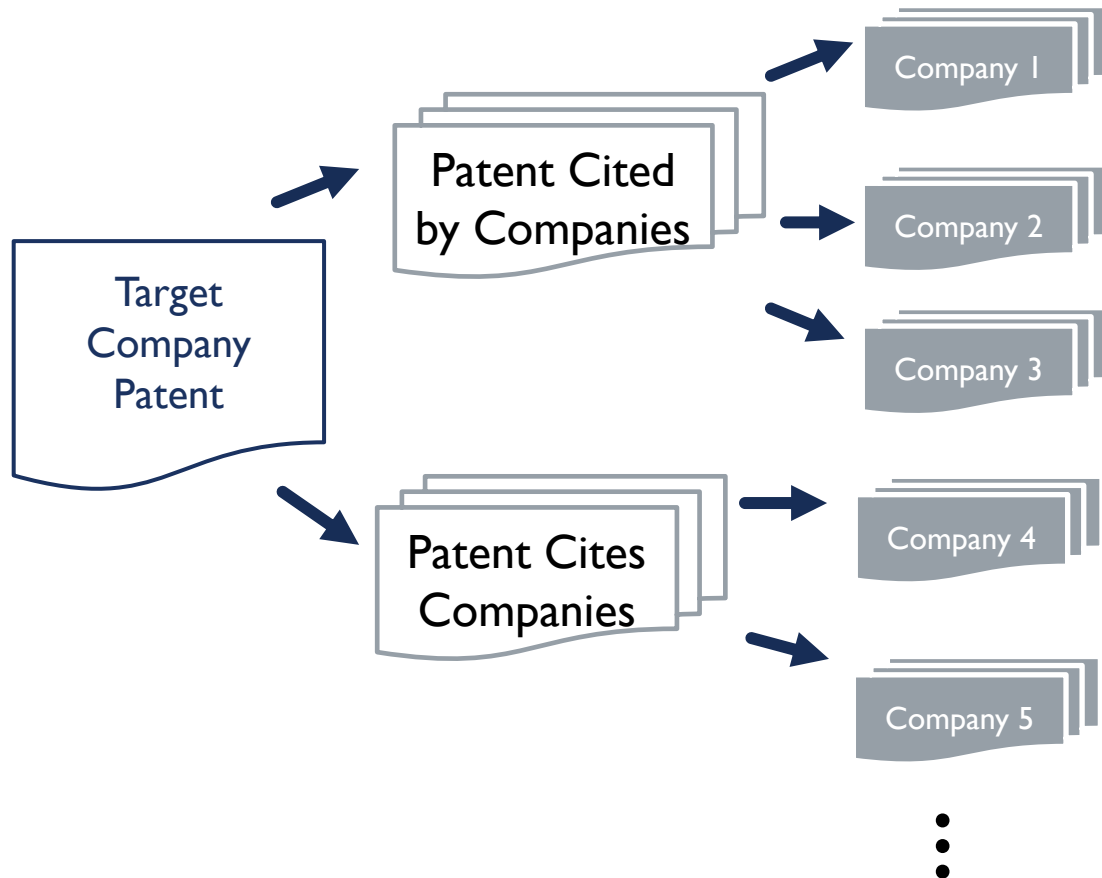 Target
Company
Patent
Patent Cited
by Companies
Patent Cites
Companies
Company 1
Company 2
Company 3
Company 4
Company 5